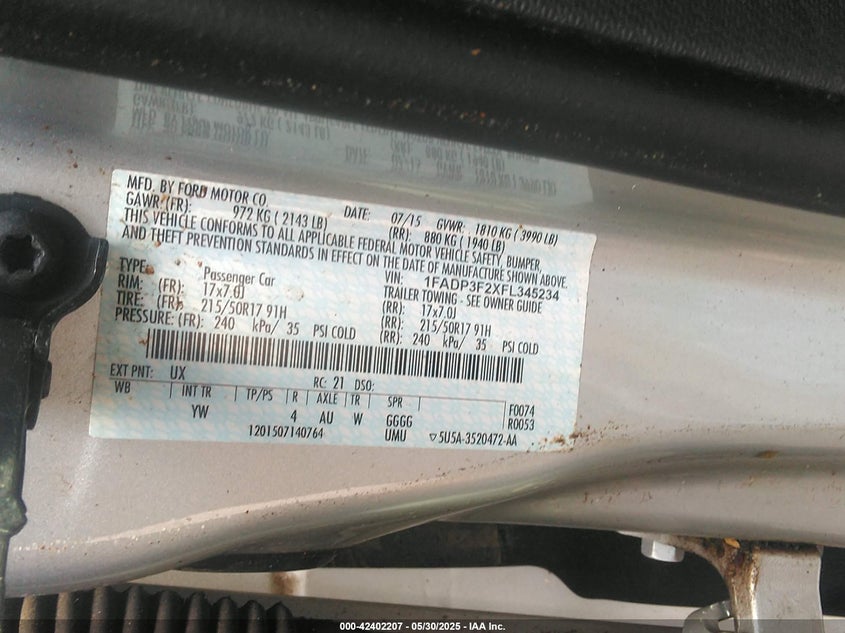 MFD. BY FORD MOTOR CO.
DATE: 07/15 GVWR: 1810 KG ( 3990 LB)
GAWR: (FR): 972 KG ( 2143 LB) (RR): 880 KG ( 1940 LB)
THIS VEHICLE CONFORMS TO ALL APPLICABLE FEDERAL MOTOR VEHICLE SAFETY, BUMPER,
AND THEFT PREVENTION STANDARDS IN EFFECT ON THE DATE OF MANUFACTURE SHOWN ABOVE.
VIN: 1FADP3F2XFL345234
TYPE: Passenger Car TRAILER TOWING - SEE OWNER GUIDE
RIM: (FR) 17x7.0J (RR): 17x7.0J
TIRE: (FR): 215/50R17 91H (RR): 215/50R17 91H
PRESSURE: (FR): 240 kPa/ 35 PSI COLD (RR): 240 kPa/ 35 PSI COLD
EXT PNT: UX RC: 21 DSO:
WB INT TR TP/PS R AXLE TR SPR
YW 4 AU W GGGG F0074
R0053
1201507140764 UMU ▽5U5A-3520472-AA
000-42402207 - 05/30/2025 - IAA Inc.